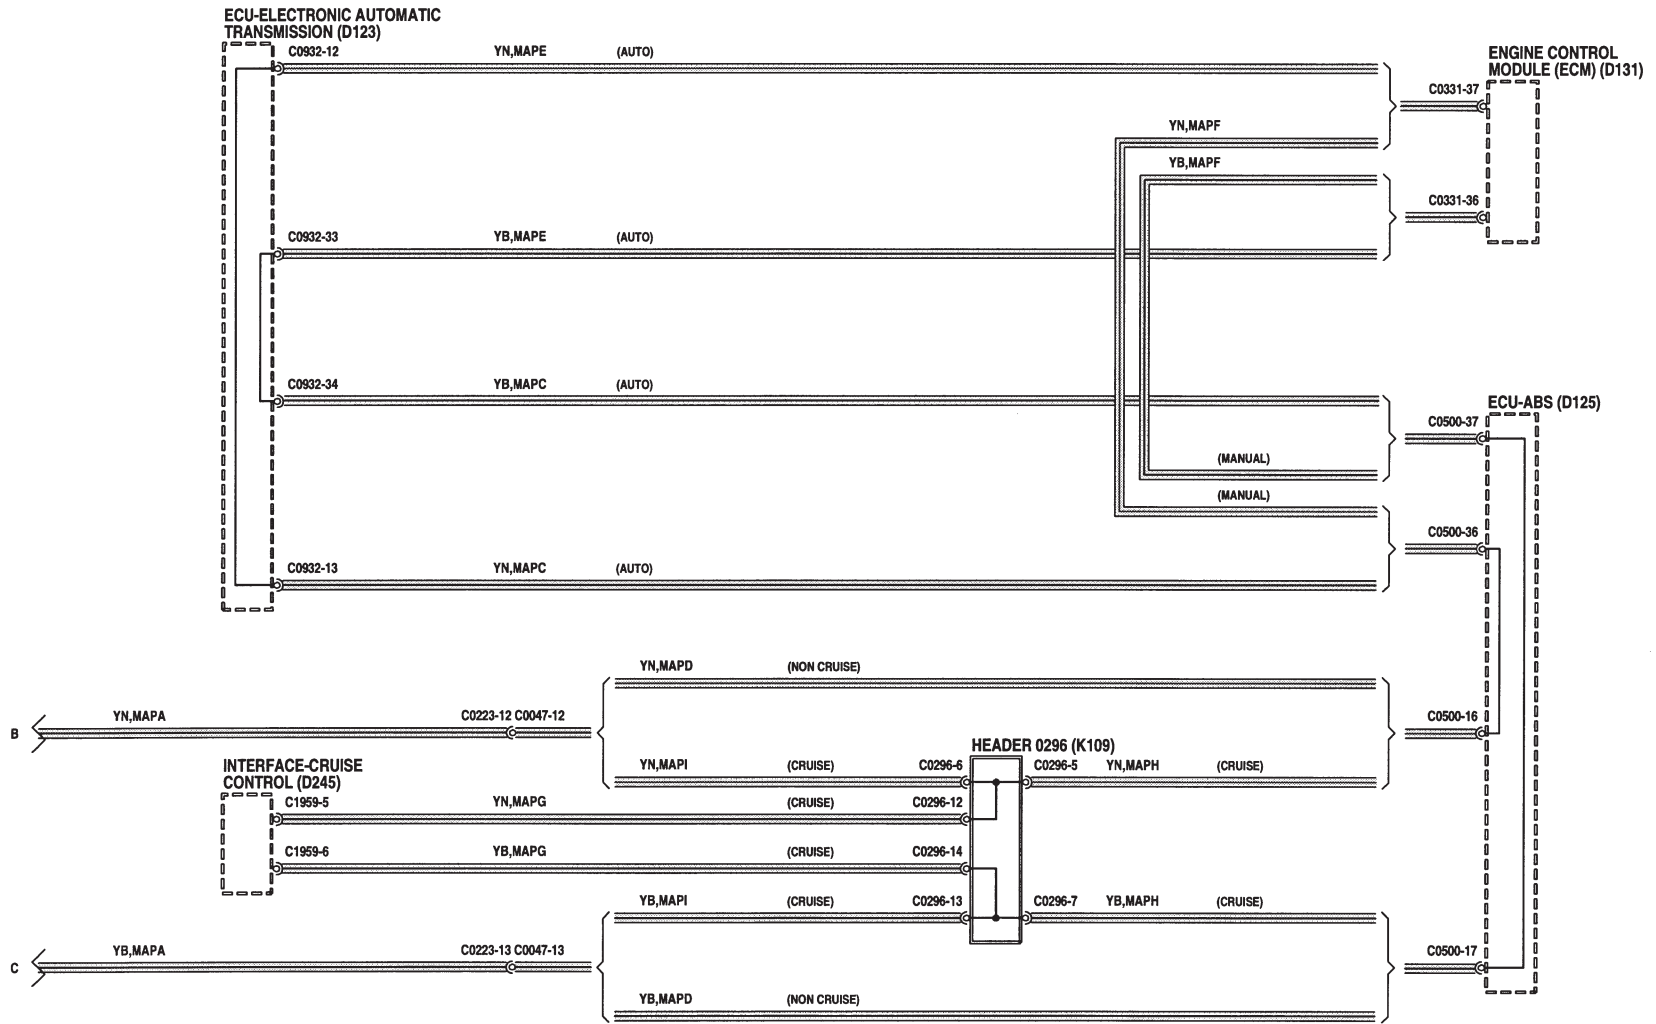 ECU-ELECTRONIC AUTOMATIC
TRANSMISSION (D123)
C0932-12 YN,MAPE (AUTO)
ENGINE CONTROL
MODULE (ECM) (D131)
C0331-37
YN,MAPF
YB,MAPF
C0331-36
C0932-33 YB,MAPE (AUTO)
C0932-34 YB,MAPC (AUTO)
ECU-ABS (D125)
C0500-37
(MANUAL)
(MANUAL)
C0500-36
C0932-13 YN,MAPC (AUTO)
YN,MAPD (NON CRUISE)
B YN,MAPA C0223-12 C0047-12
C0500-16
HEADER 0296 (K109)
INTERFACE-CRUISE
CONTROL (D245)
YN,MAPI (CRUISE) C0296-6 C0296-5 YN,MAPH (CRUISE)
C1959-5 YN,MAPG (CRUISE) C0296-12
C1959-6 YB,MAPG (CRUISE) C0296-14
YB,MAPI (CRUISE) C0296-13 C0296-7 YB,MAPH (CRUISE)
C YB,MAPA C0223-13 C0047-13
C0500-17
YB,MAPD (NON CRUISE)